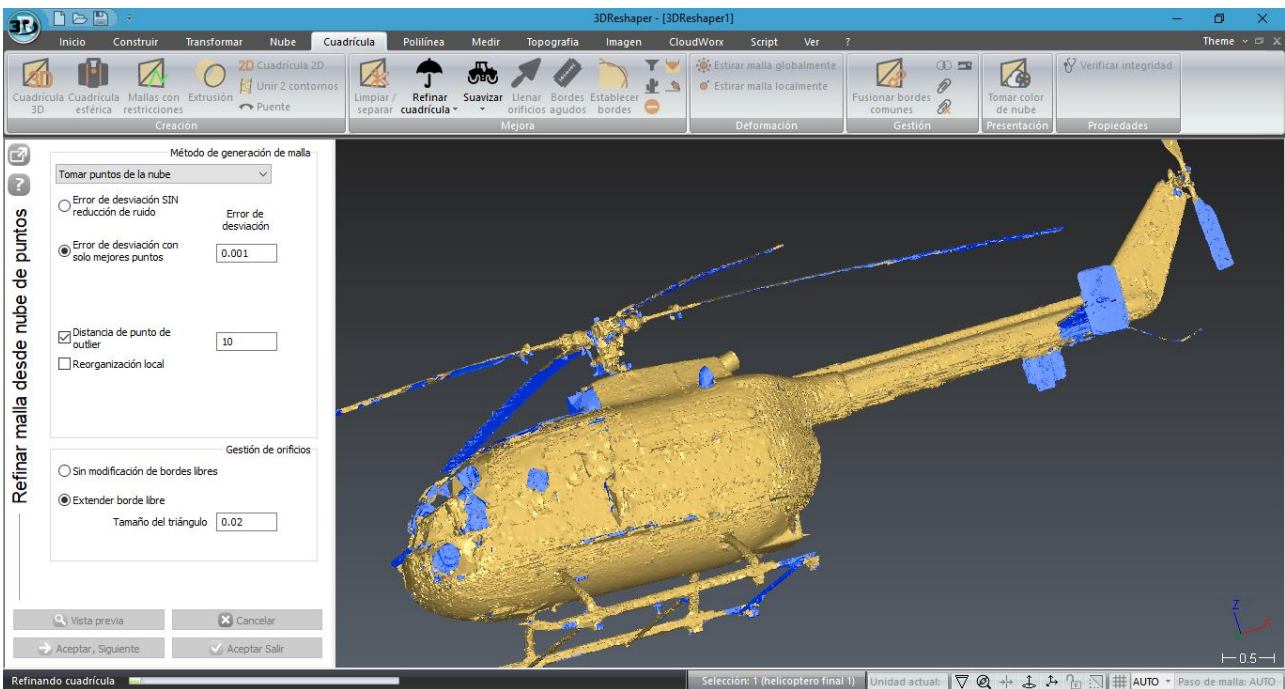 3DR
3DReshaper - [3DReshaper1]
Inicio Construir Transformar Nube Cuadrícula Polilínea Medir Topografía Imagen CloudWorx Script Ver ? Theme
Cuadrícula 3D
Cuadrícula esférica
Mallas con restricciones
Extrusión
2D Cuadrícula 2D
Unir 2 contornos
Puente
Creación
Limpiar / separar
Refinar cuadrícula
Suavizar
Llenar orificios
Bordes agudos
Establecer bordes
Mejora
Estirar malla globalmente
Estirar malla localmente
Deformación
Fusionar bordes comunes
Gestión
Tomar color de nube
Presentación
Verificar integridad
Propiedades
Refinar malla desde nube de puntos
Método de generación de malla
Tomar puntos de la nube
Error de desviación SIN
reducción de ruido
Error de
desviación
Error de desviación con
solo mejores puntos
0.001
Distancia de punto de
outlier
10
Reorganización local
Gestión de orificios
Sin modificación de bordes libres
Extender borde libre
Tamaño del triángulo 0.02
Vista previa Cancelar
Aceptar, Siguiente Aceptar Salir
Z
X
0.5
Refinando cuadrícula Selección: 1 (helicoptero final 1) Unidad actual: AUTO Paso de malla: AUTO